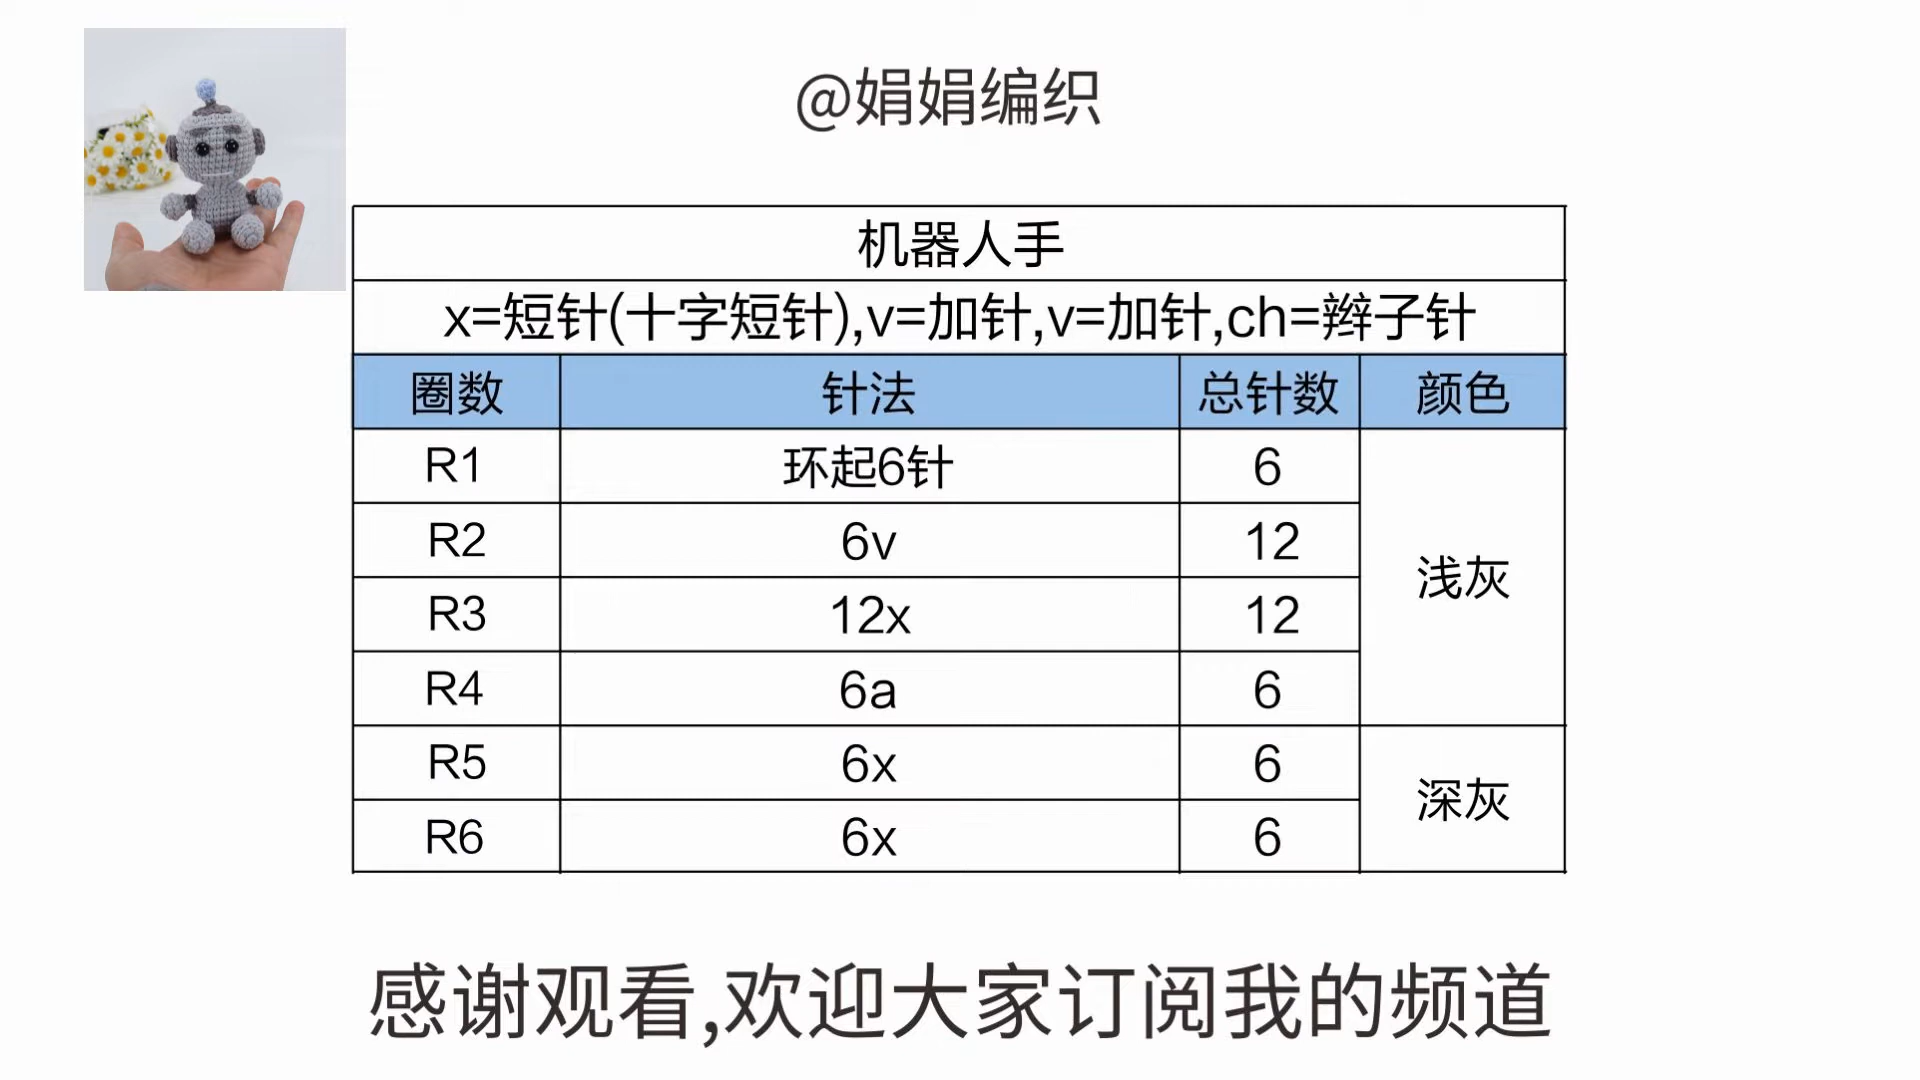 @娟娟编织
机器人手
x=短针(十字短针),v=加针,v=加针,ch=辫子针
圈数 针法 总针数 颜色
R1 环起6针 6
R2 6v 12
浅灰
R3 12x 12
R4 6a 6
R5 6x 6
深灰
R6 6x 6
感谢观看,欢迎大家订阅我的频道